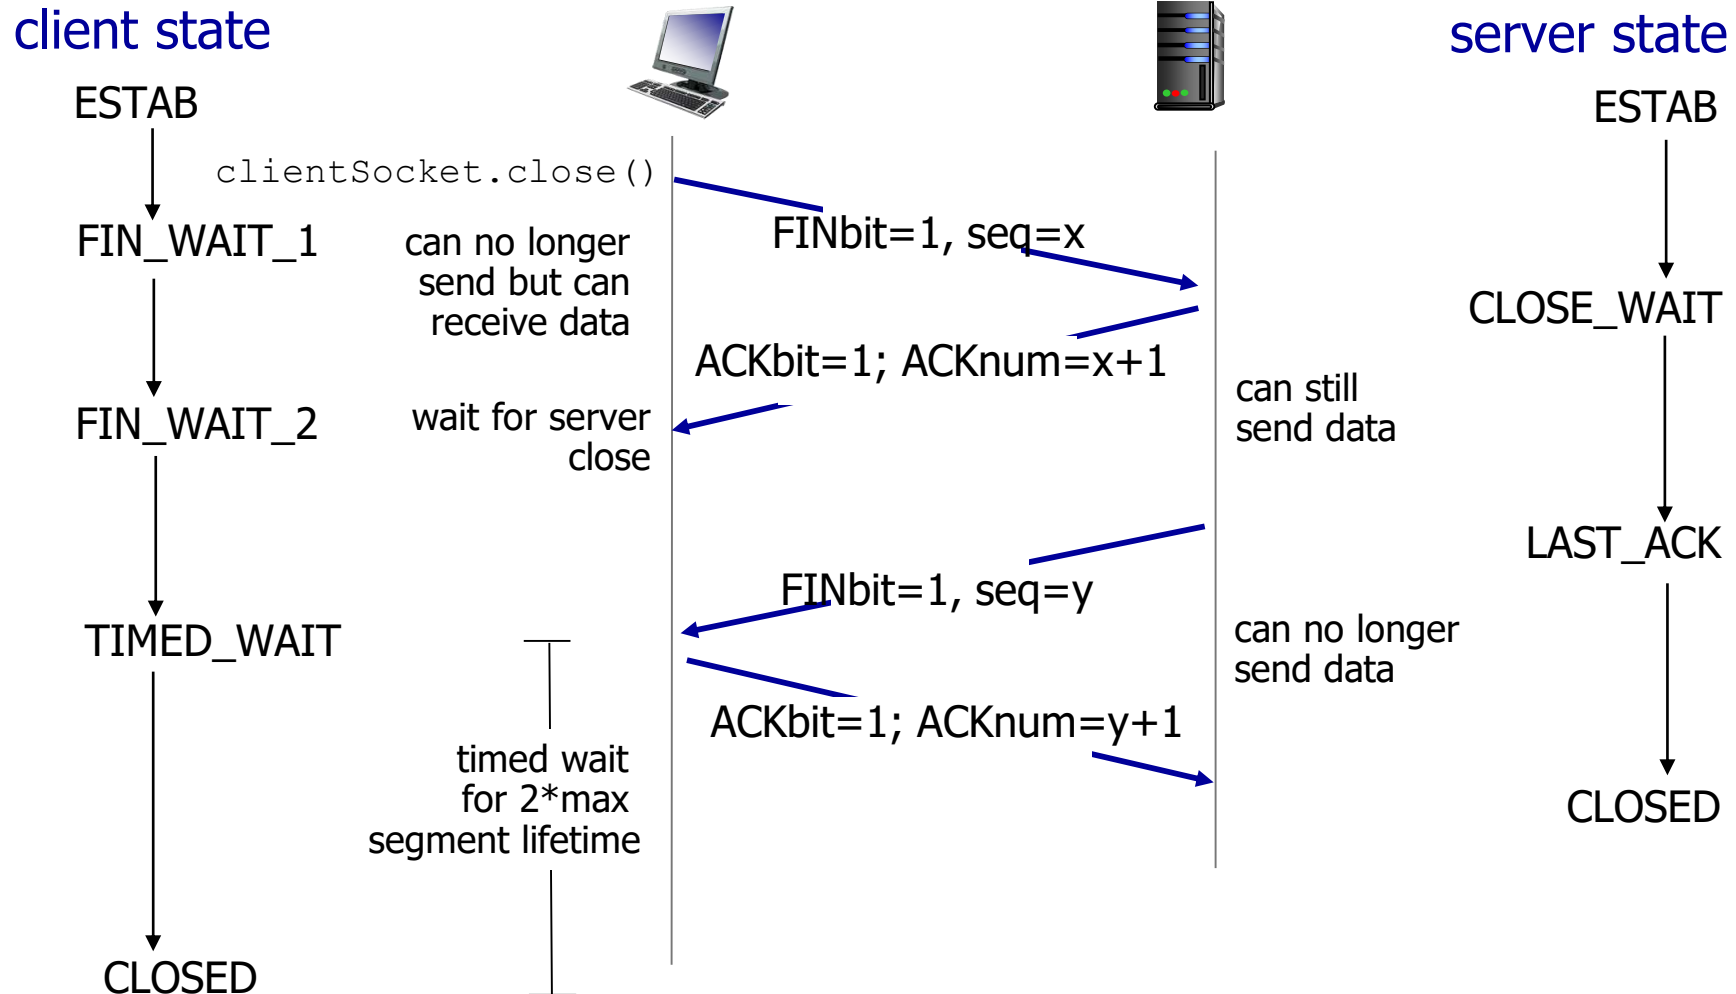 client state
server state
ESTAB
ESTAB
clientSocket.close()
FIN_WAIT_1
can no longer
send but can
receive data
FINbit=1, seq=x
CLOSE_WAIT
ACKbit=1; ACKnum=x+1
can still
send data
FIN_WAIT_2
wait for server
close
LAST_ACK
FINbit=1, seq=y
TIMED_WAIT
can no longer
send data
ACKbit=1; ACKnum=y+1
timed wait
for 2*max
segment lifetime
CLOSED
CLOSED